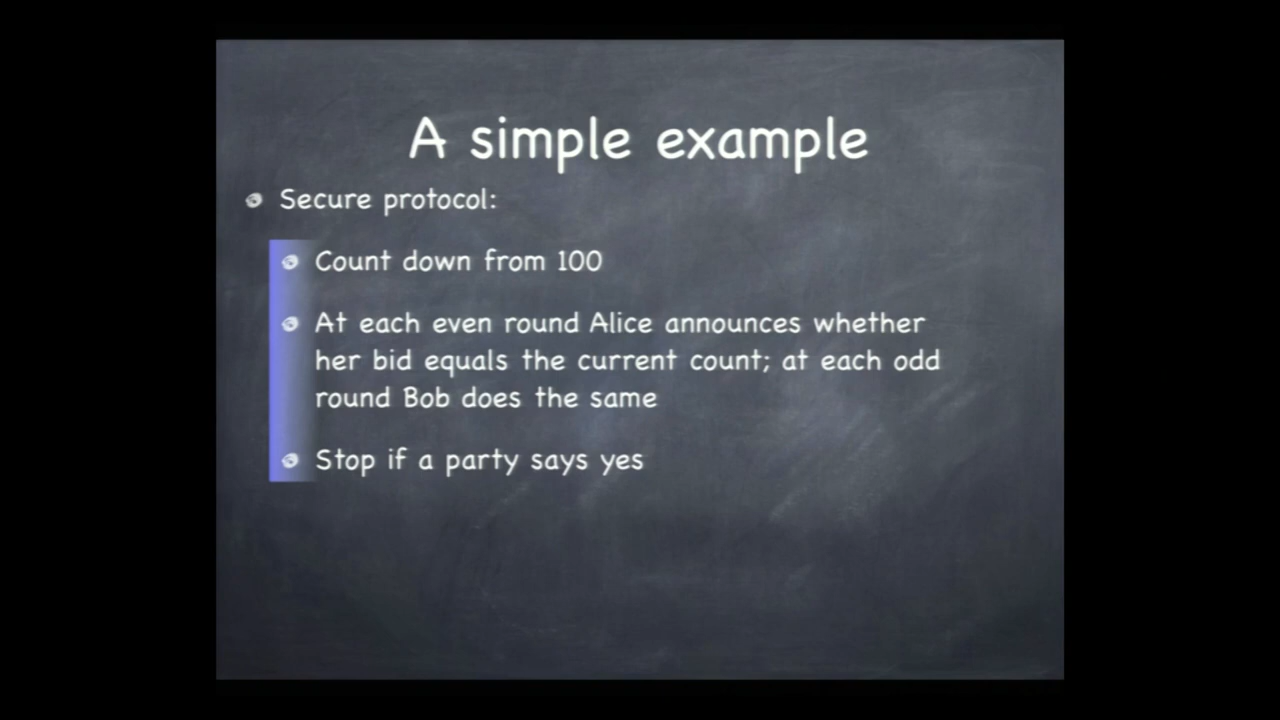 A simple example
Secure protocol:
Count down from 100
At each even round Alice announces whether
her bid equals the current count; at each odd
round Bob does the same
Stop if a party says yes